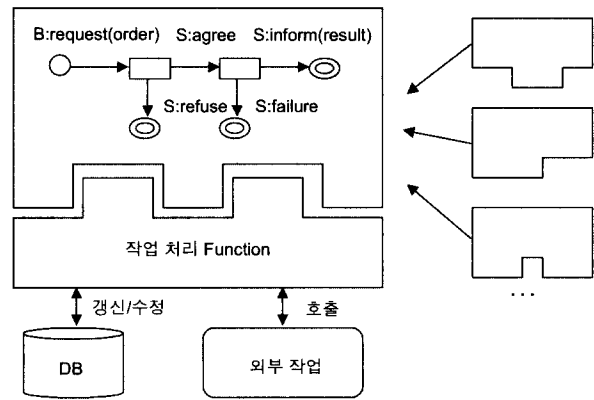 B:request(order) S:agree S:inform(result)
S:refuse S:failure
작업 처리 Function
갱신/수정 호출
DB 외부 작업
...